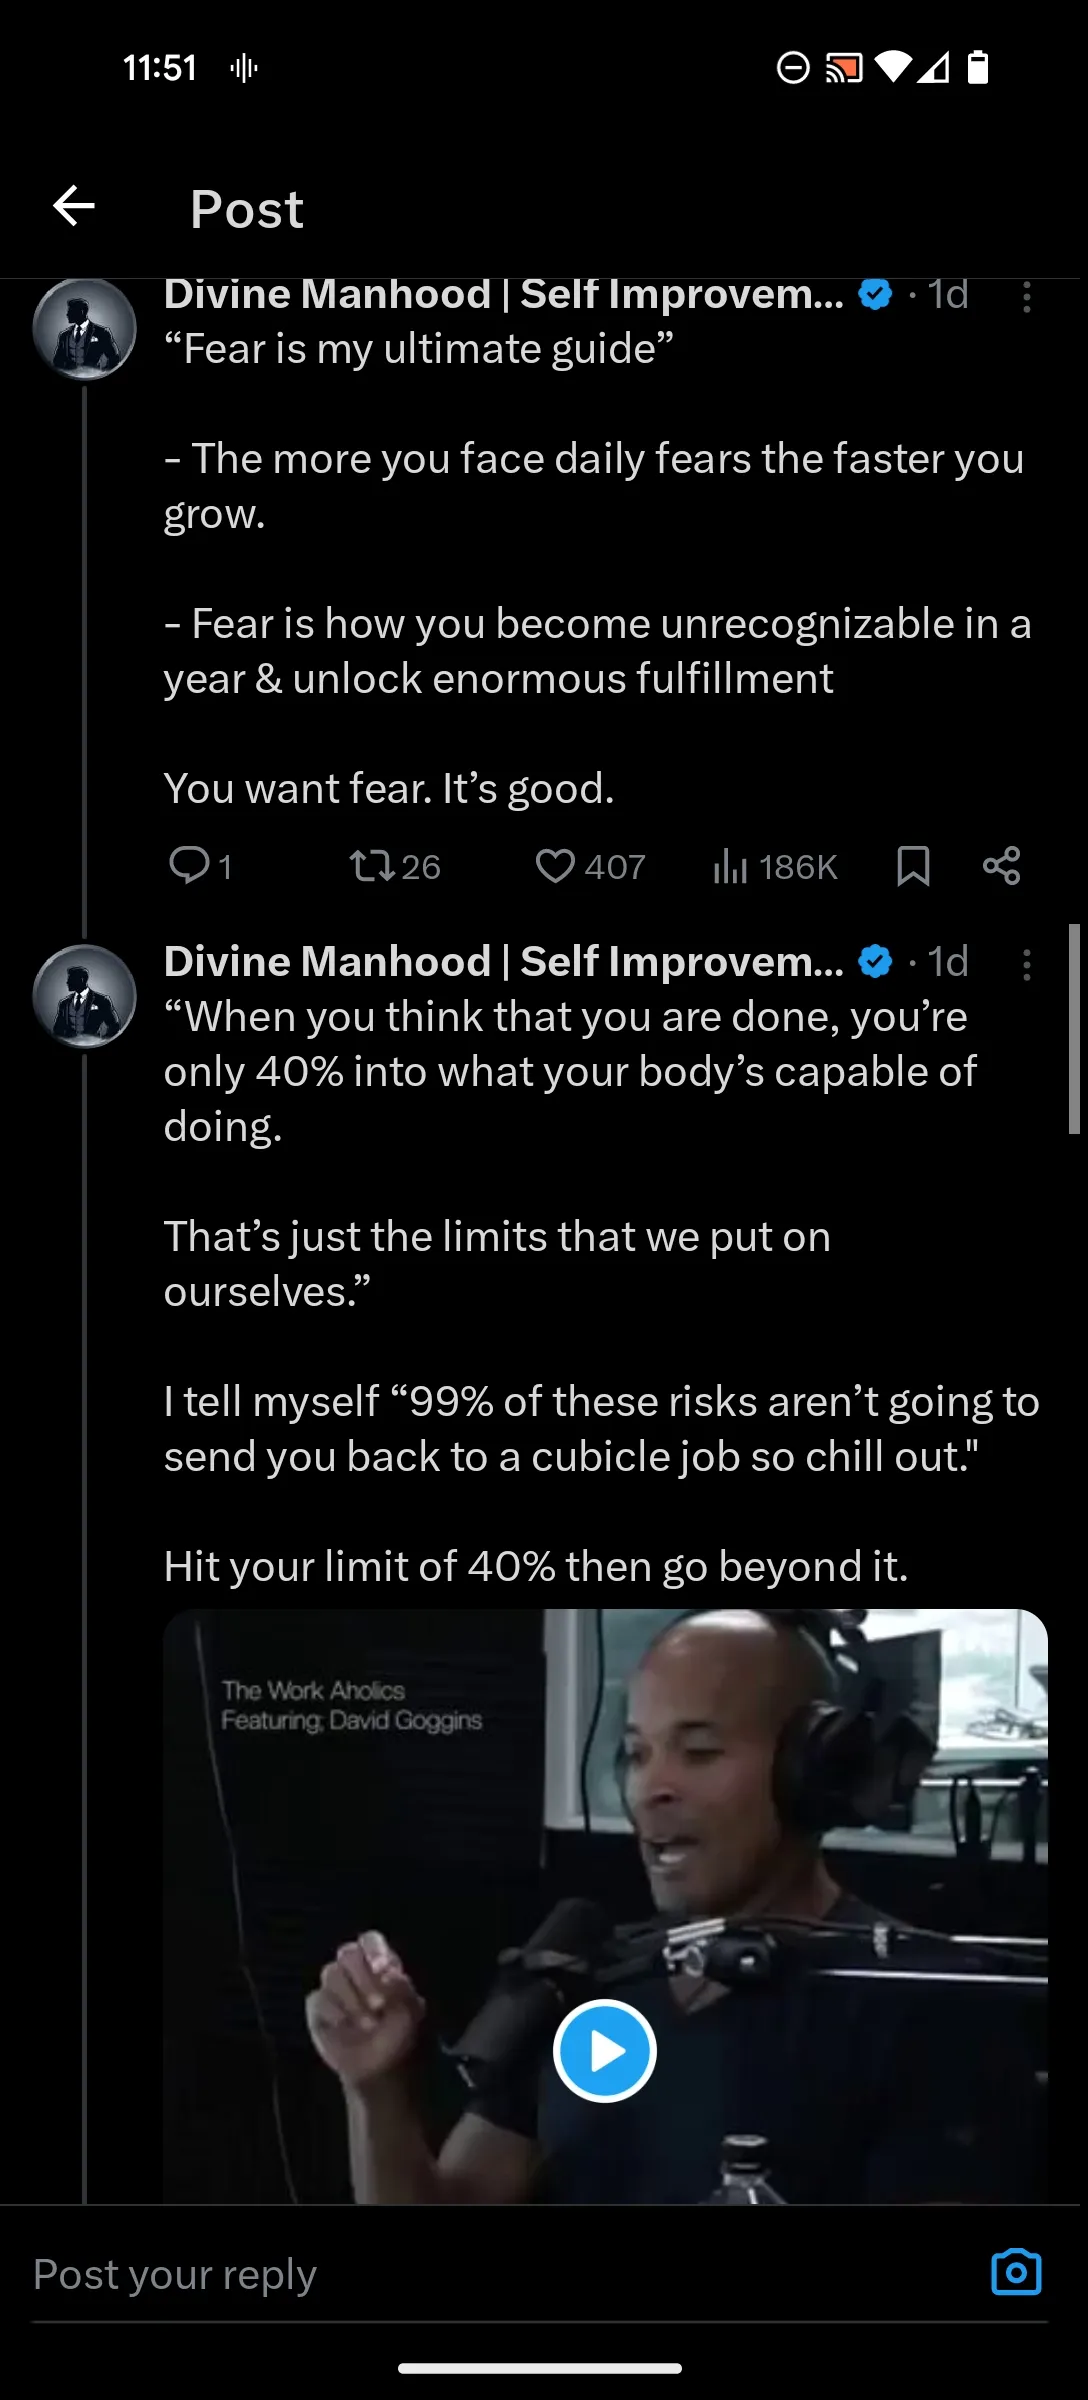 11:51
Post
Divine Manhood | Self Improvem... · 1d
“Fear is my ultimate guide”
- The more you face daily fears the faster you
grow.
- Fear is how you become unrecognizable in a
year & unlock enormous fulfillment
You want fear. It’s good.
1 26 407 186K
Divine Manhood | Self Improvem... · 1d
“When you think that you are done, you’re
only 40% into what your body’s capable of
doing.
That’s just the limits that we put on
ourselves.”
I tell myself “99% of these risks aren’t going to
send you back to a cubicle job so chill out."
Hit your limit of 40% then go beyond it.
The Work Aholics
Featuring; David Goggins
Post your reply